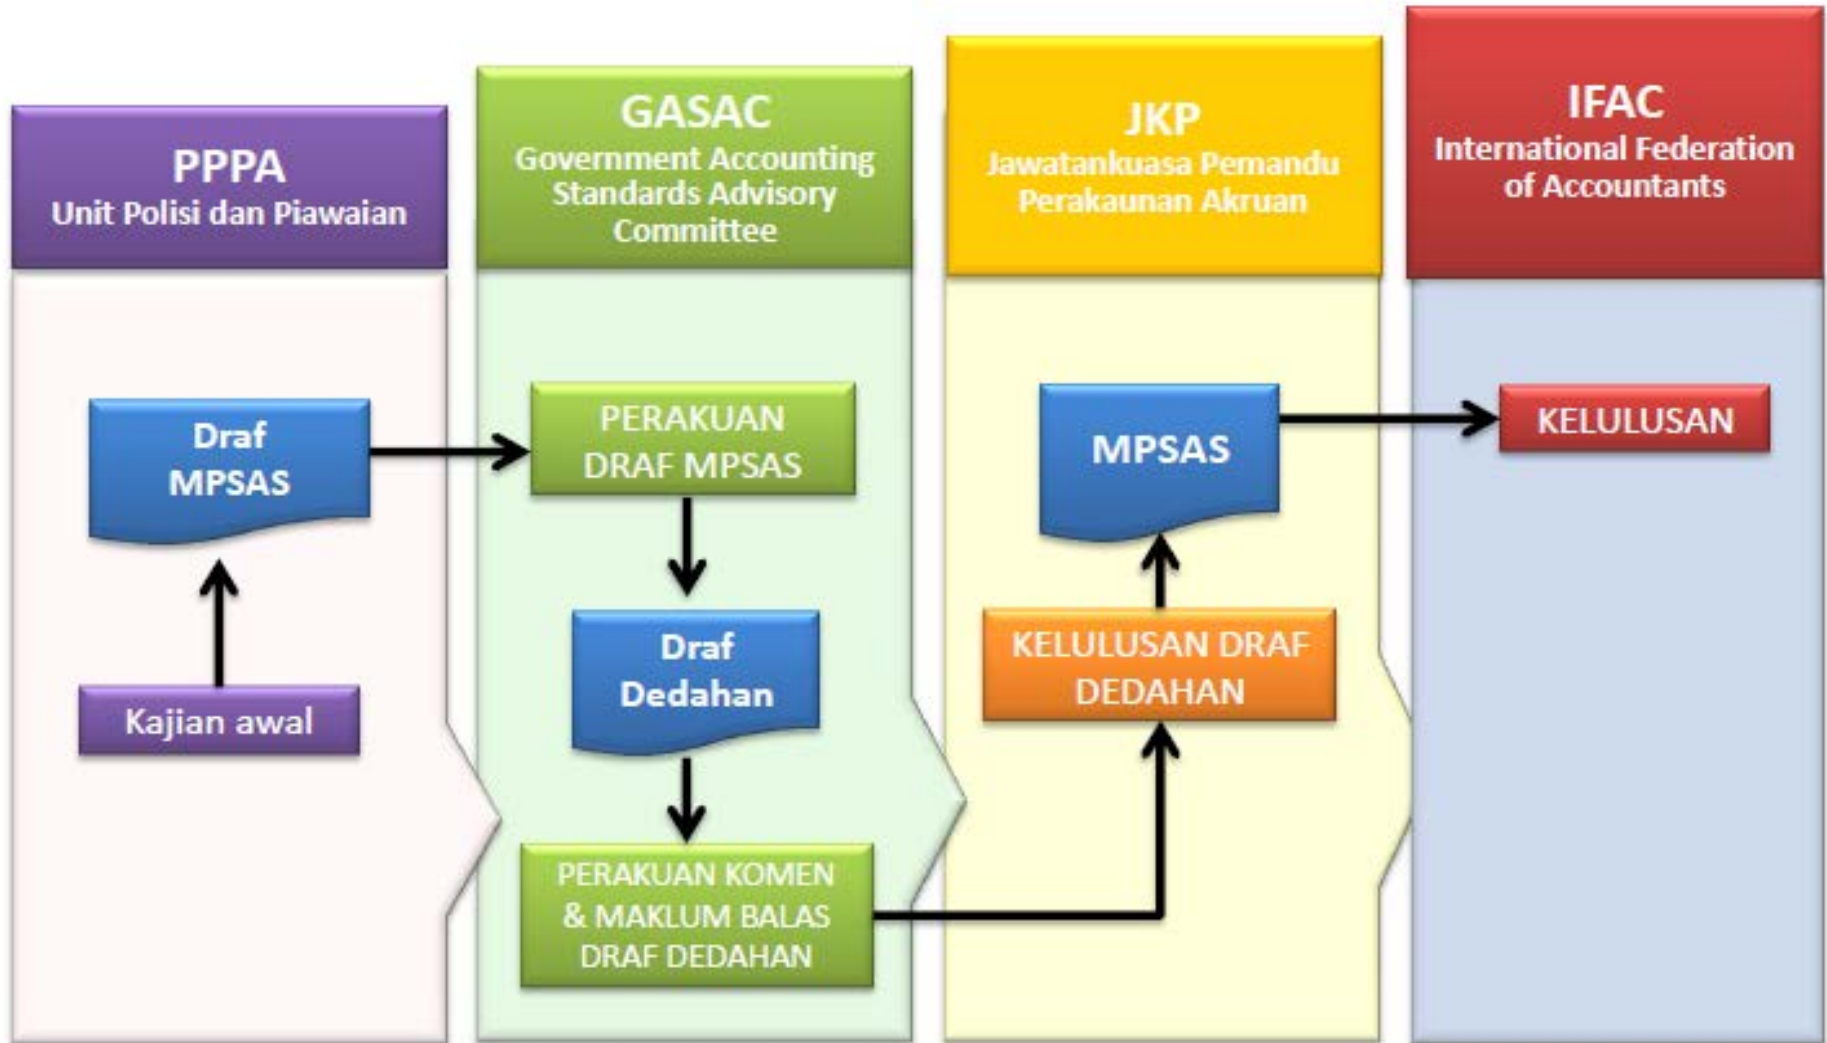 PPPA
Unit Polisi dan Piawaian
GASAC
Government Accounting
Standards Advisory
Committee
JKP
Jawatankuasa Pemandu
Perakaunan Akruan
IFAC
International Federation
of Accountants
Draf
MPSAS
Kajian awal
PERAKUAN
DRAF MPSAS
Draf
Dedahan
PERAKUAN KOMEN
& MAKLUM BALAS
DRAF DEDAHAN
MPSAS
KELULUSAN DRAF
DEDAHAN
KELULUSAN